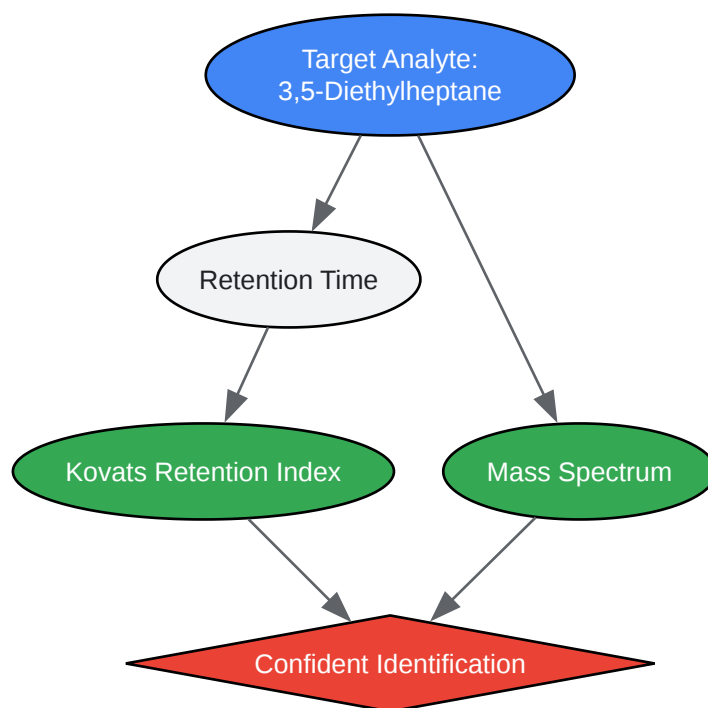 Target Analyte:
3,5-Diethylheptane
Retention Time
Kovats Retention Index
Mass Spectrum
Confident Identification